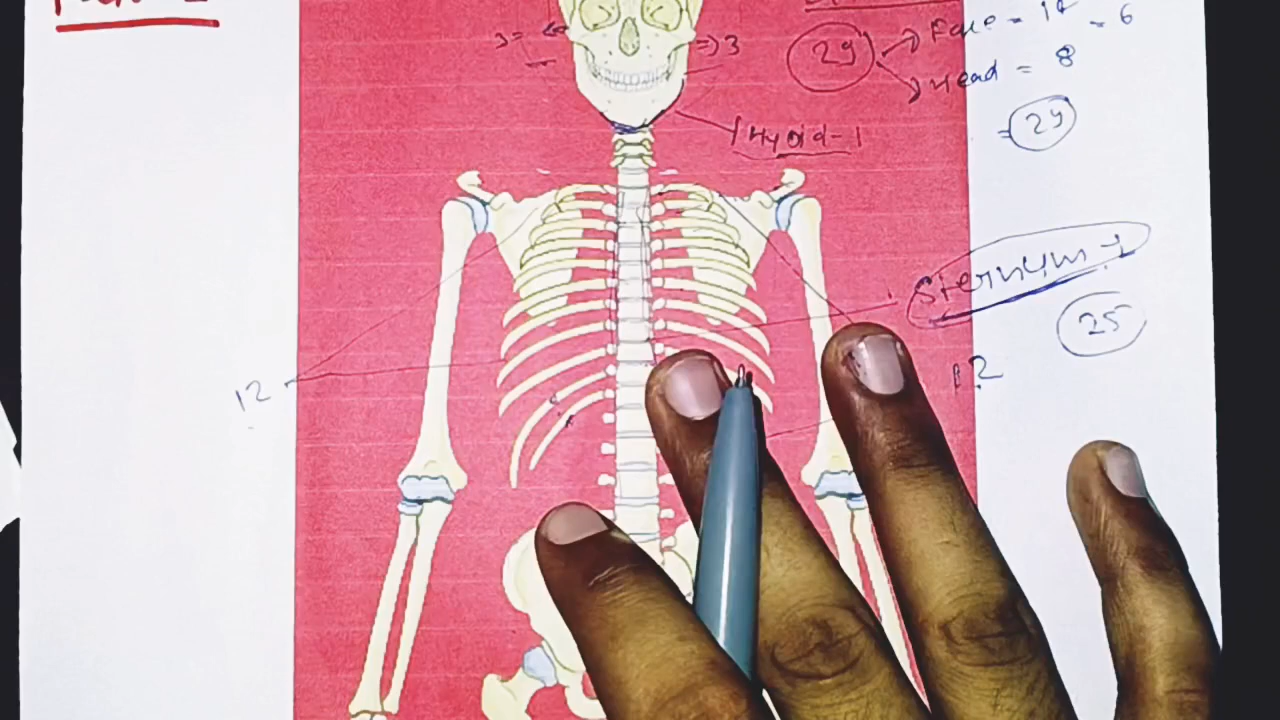 3= 
⇒3
29
Face = 14
= 6
Head = 8
= 29
Hyoid-1
Sternum-1
25
12
12